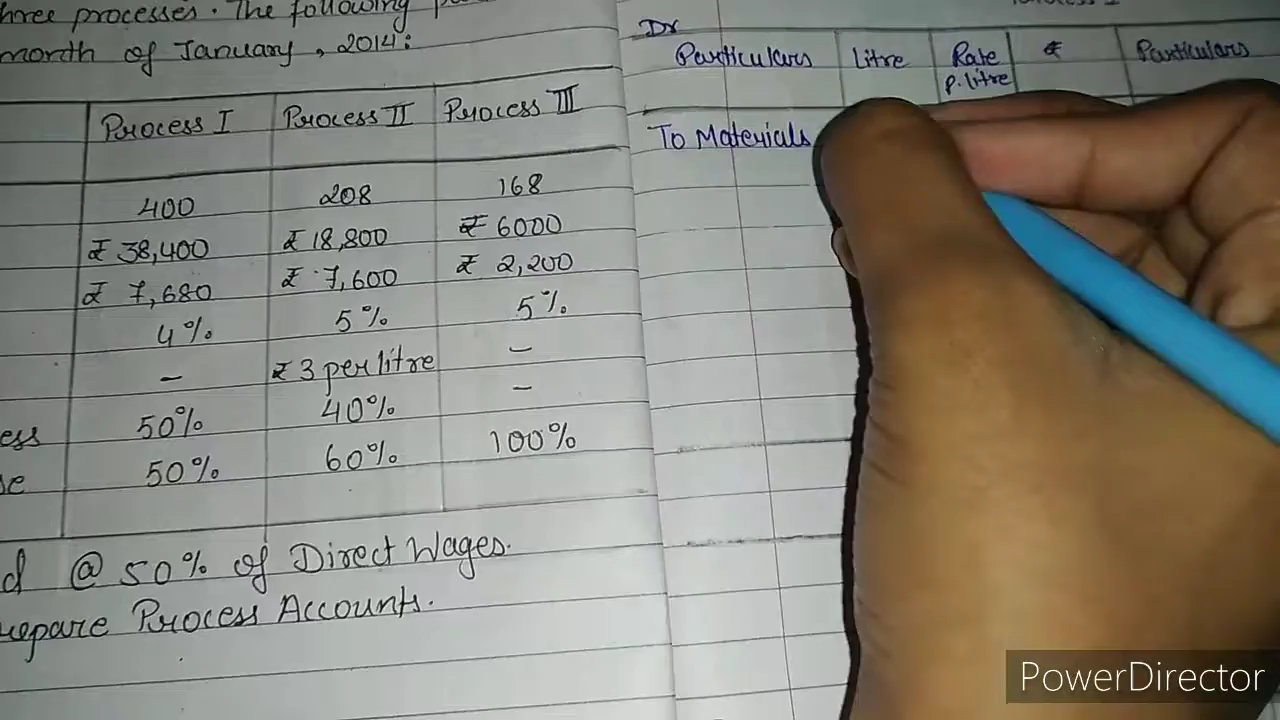 hree processes. The following
month of January, 2014:
Process I Process II Process III
400 208 168
₹ 38,400 ₹ 18,800 ₹ 6000
₹ 7,680 ₹ 7,600 ₹ 2,200
4% 5% 5%
- ₹ 3 per litre -
ess 50% 40% -
se 50% 60% 100%
d @ 50% of Direct Wages.
repare Process Accounts.
Dr
Particulars Litre Rate p.litre ₹ Particulars
To Materials
PowerDirector